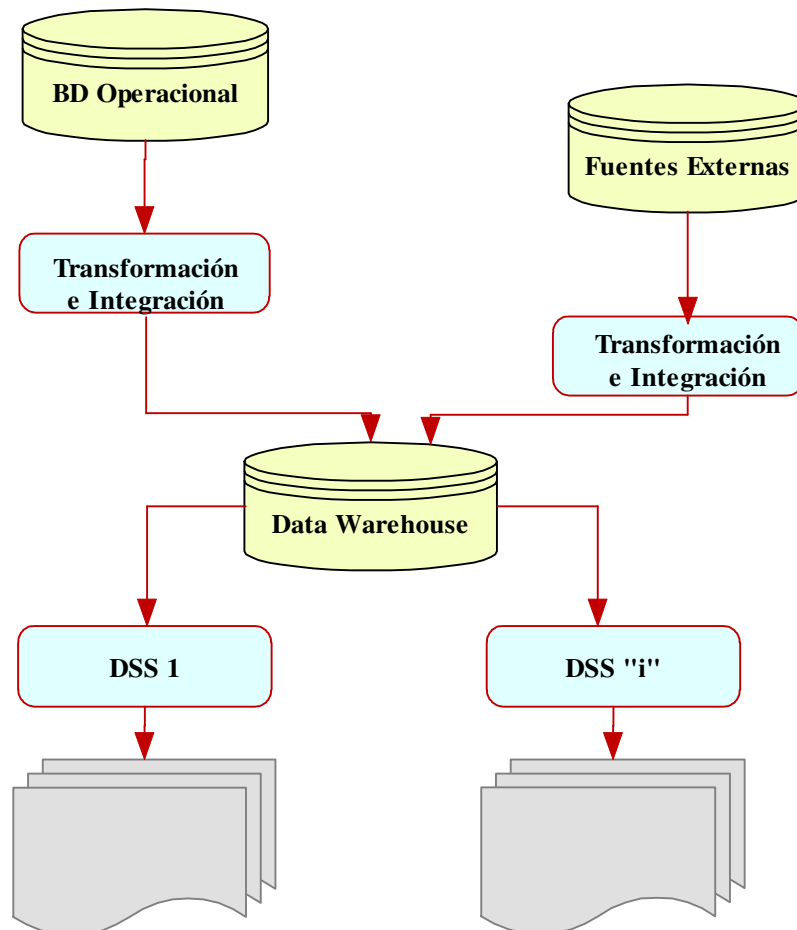 BD Operacional
Fuentes Externas
Transformación
e Integración
Transformación
e Integración
Data Warehouse
DSS 1
DSS "i"